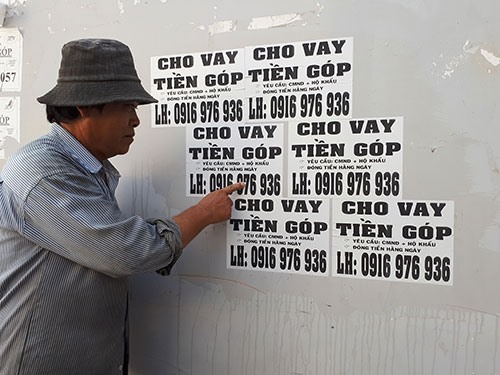 GÓP
057
CHO VAY
TIỀN GÓP
YÊU CẦU: CMND + HỘ KHẨU
ĐÓNG TIỀN HÀNG NGÀY
LH: 0916 976 936
CHO VAY
TIỀN GÓP
YÊU CẦU: CMND + HỘ KHẨU
ĐÓNG TIỀN HÀNG NGÀY
LH: 0916 976 936
CHO VAY
TIỀN GÓP
YÊU CẦU: CMND + HỘ KHẨU
ĐÓNG TIỀN HÀNG NGÀY
LH: 0916 976 936
CHO VAY
TIỀN GÓP
YÊU CẦU: CMND + HỘ KHẨU
ĐÓNG TIỀN HÀNG NGÀY
LH: 0916 976 936
CHO VAY
TIỀN GÓP
YÊU CẦU: CMND + HỘ KHẨU
ĐÓNG TIỀN HÀNG NGÀY
LH: 0916 976 936
CHO VAY
TIỀN GÓP
YÊU CẦU: CMND + HỘ KHẨU
ĐÓNG TIỀN HÀNG NGÀY
LH: 0916 976 936